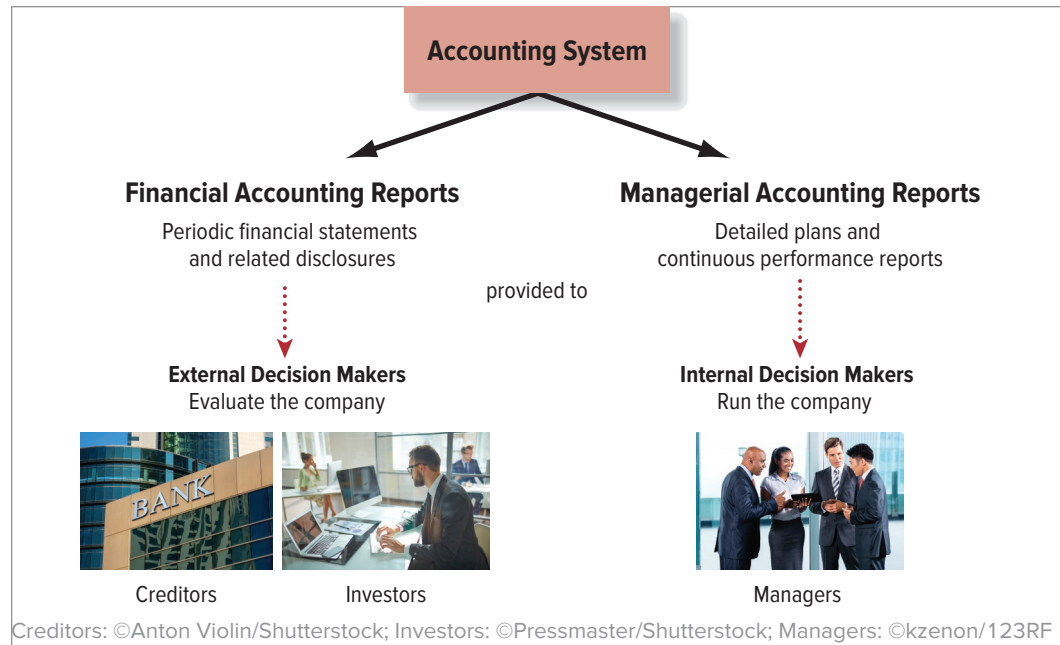 Accounting System
Financial Accounting Reports
Periodic financial statements
and related disclosures
Managerial Accounting Reports
Detailed plans and
continuous performance reports
provided to
External Decision Makers
Evaluate the company
Internal Decision Makers
Run the company
BANK
Creditors
Investors
Managers
Creditors: ©Anton Violin/Shutterstock; Investors: ©Pressmaster/Shutterstock; Managers: ©kzenon/123RF